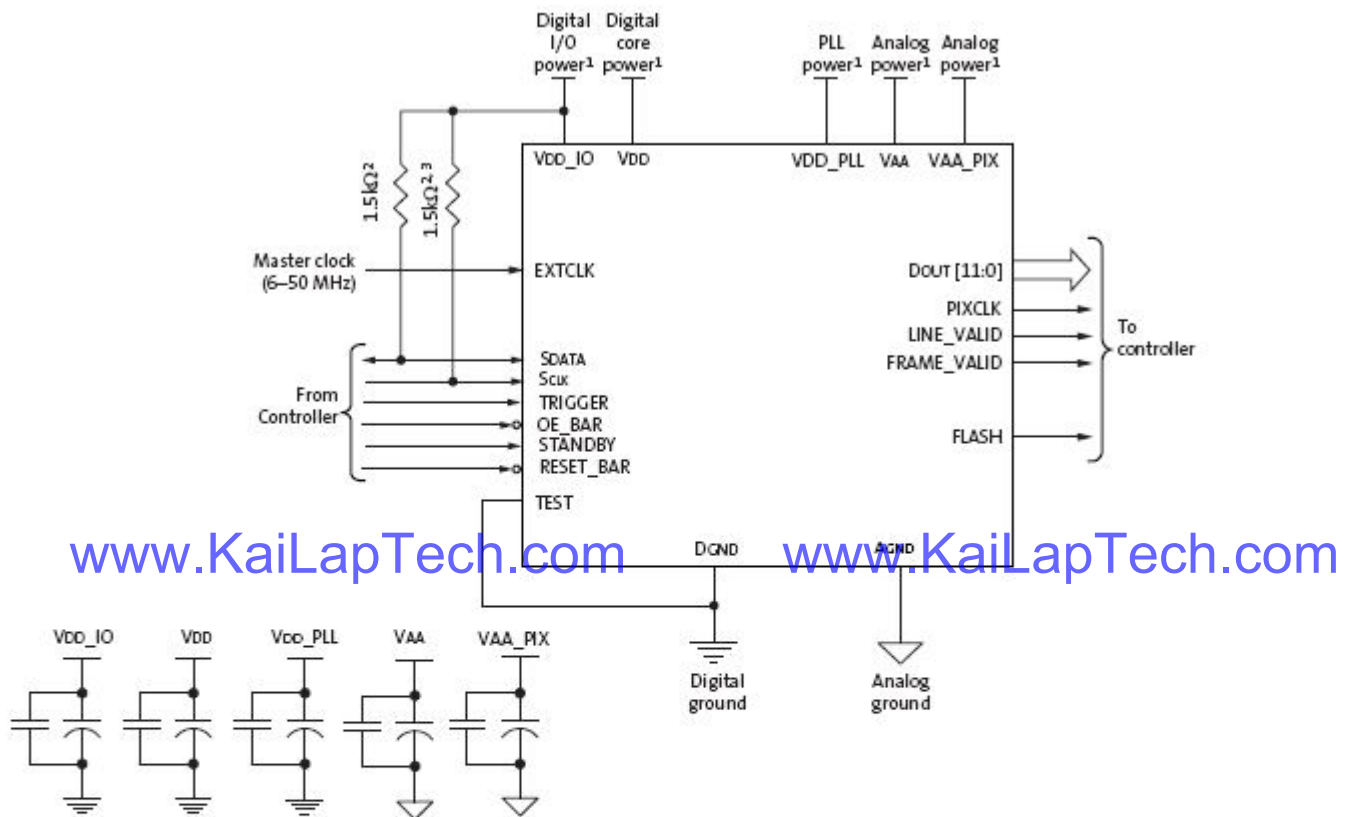 Digital I/O power¹
Digital core power¹
PLL power¹
Analog power¹
Analog power¹
VDD_IO
VDD
VDD_PLL
VAA
VAA_PIX
1.5kΩ²
1.5kΩ²,³
Master clock
(6–50 MHz)
EXTCLK
DOUT [11:0]
PIXCLK
LINE_VALID
FRAME_VALID
FLASH
To
controller
From
Controller
SDATA
SCLK
TRIGGER
OE_BAR
STANDBY
RESET_BAR
TEST
DGND
AGND
www.KaiLapTech.com
www.KaiLapTech.com
Digital
ground
Analog
ground
VDD_IO
VDD
VDD_PLL
VAA
VAA_PIX